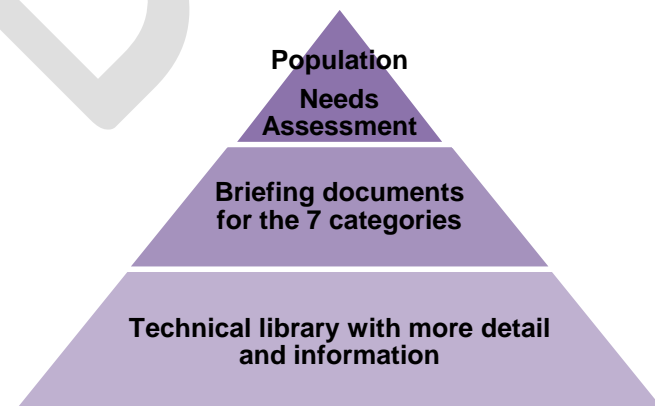 Population
Needs
Assessment
Briefing documents
for the 7 categories
Technical library with more detail
and information